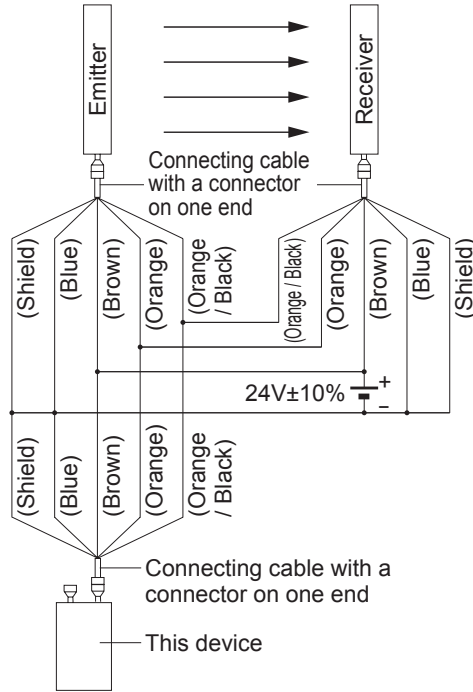 Emitter
Receiver
Connecting cable
with a connector
on one end
(Shield)
(Blue)
(Brown)
(Orange)
(Orange
/ Black)
(Orange / Black)
(Orange)
(Brown)
(Blue)
(Shield)
24V±10%
+
−
(Shield)
(Blue)
(Brown)
(Orange)
(Orange
/ Black)
Connecting cable with a
connector on one end
This device